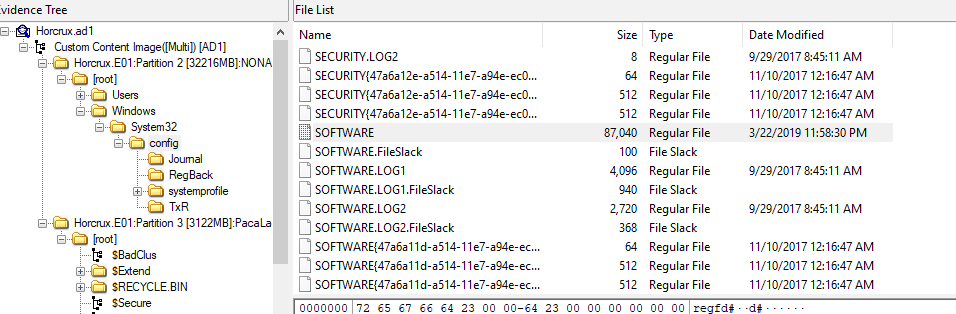 Evidence Tree
Horcrux.ad1
Custom Content Image([Multi]) [AD1]
Horcrux.E01:Partition 2 [32216MB]:NONA
[root]
Users
Windows
System32
config
Journal
RegBack
systemprofile
TxR
Horcrux.E01:Partition 3 [3122MB]:PacaLa
[root]
$BadClus
$Extend
$RECYCLE.BIN
$Secure
File List
Name Size Type Date Modified
SECURITY.LOG2 8 Regular File 9/29/2017 8:45:11 AM
SECURITY{47a6a12e-a514-11e7-a94e-ec0... 64 Regular File 11/10/2017 12:16:47 AM
SECURITY{47a6a12e-a514-11e7-a94e-ec0... 512 Regular File 11/10/2017 12:16:47 AM
SECURITY{47a6a12e-a514-11e7-a94e-ec0... 512 Regular File 11/10/2017 12:16:47 AM
SOFTWARE 87,040 Regular File 3/22/2019 11:58:30 PM
SOFTWARE.FileSlack 100 File Slack
SOFTWARE.LOG1 4,096 Regular File 9/29/2017 8:45:11 AM
SOFTWARE.LOG1.FileSlack 940 File Slack
SOFTWARE.LOG2 2,720 Regular File 9/29/2017 8:45:11 AM
SOFTWARE.LOG2.FileSlack 368 File Slack
SOFTWARE{47a6a11d-a514-11e7-a94e-ec... 64 Regular File 11/10/2017 12:16:47 AM
SOFTWARE{47a6a11d-a514-11e7-a94e-ec... 512 Regular File 11/10/2017 12:16:47 AM
SOFTWARE{47a6a11d-a514-11e7-a94e-ec... 512 Regular File 11/10/2017 12:16:47 AM
0000000 72 65 67 66 64 23 00 00-64 23 00 00 00 00 00 00 regfd#··d#······